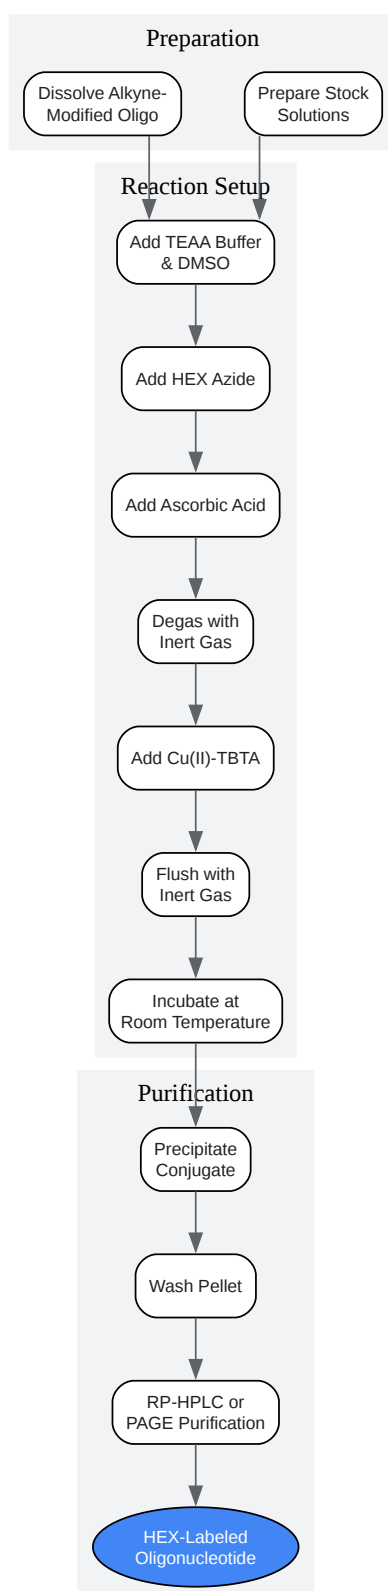 Preparation
Dissolve Alkyne-
Modified Oligo
Prepare Stock
Solutions
Reaction Setup
Add TEAA Buffer
& DMSO
Add HEX Azide
Add Ascorbic Acid
Degas with
Inert Gas
Add Cu(II)-TBTA
Flush with
Inert Gas
Incubate at
Room Temperature
Purification
Precipitate
Conjugate
Wash Pellet
RP-HPLC or
PAGE Purification
HEX-Labeled
Oligonucleotide